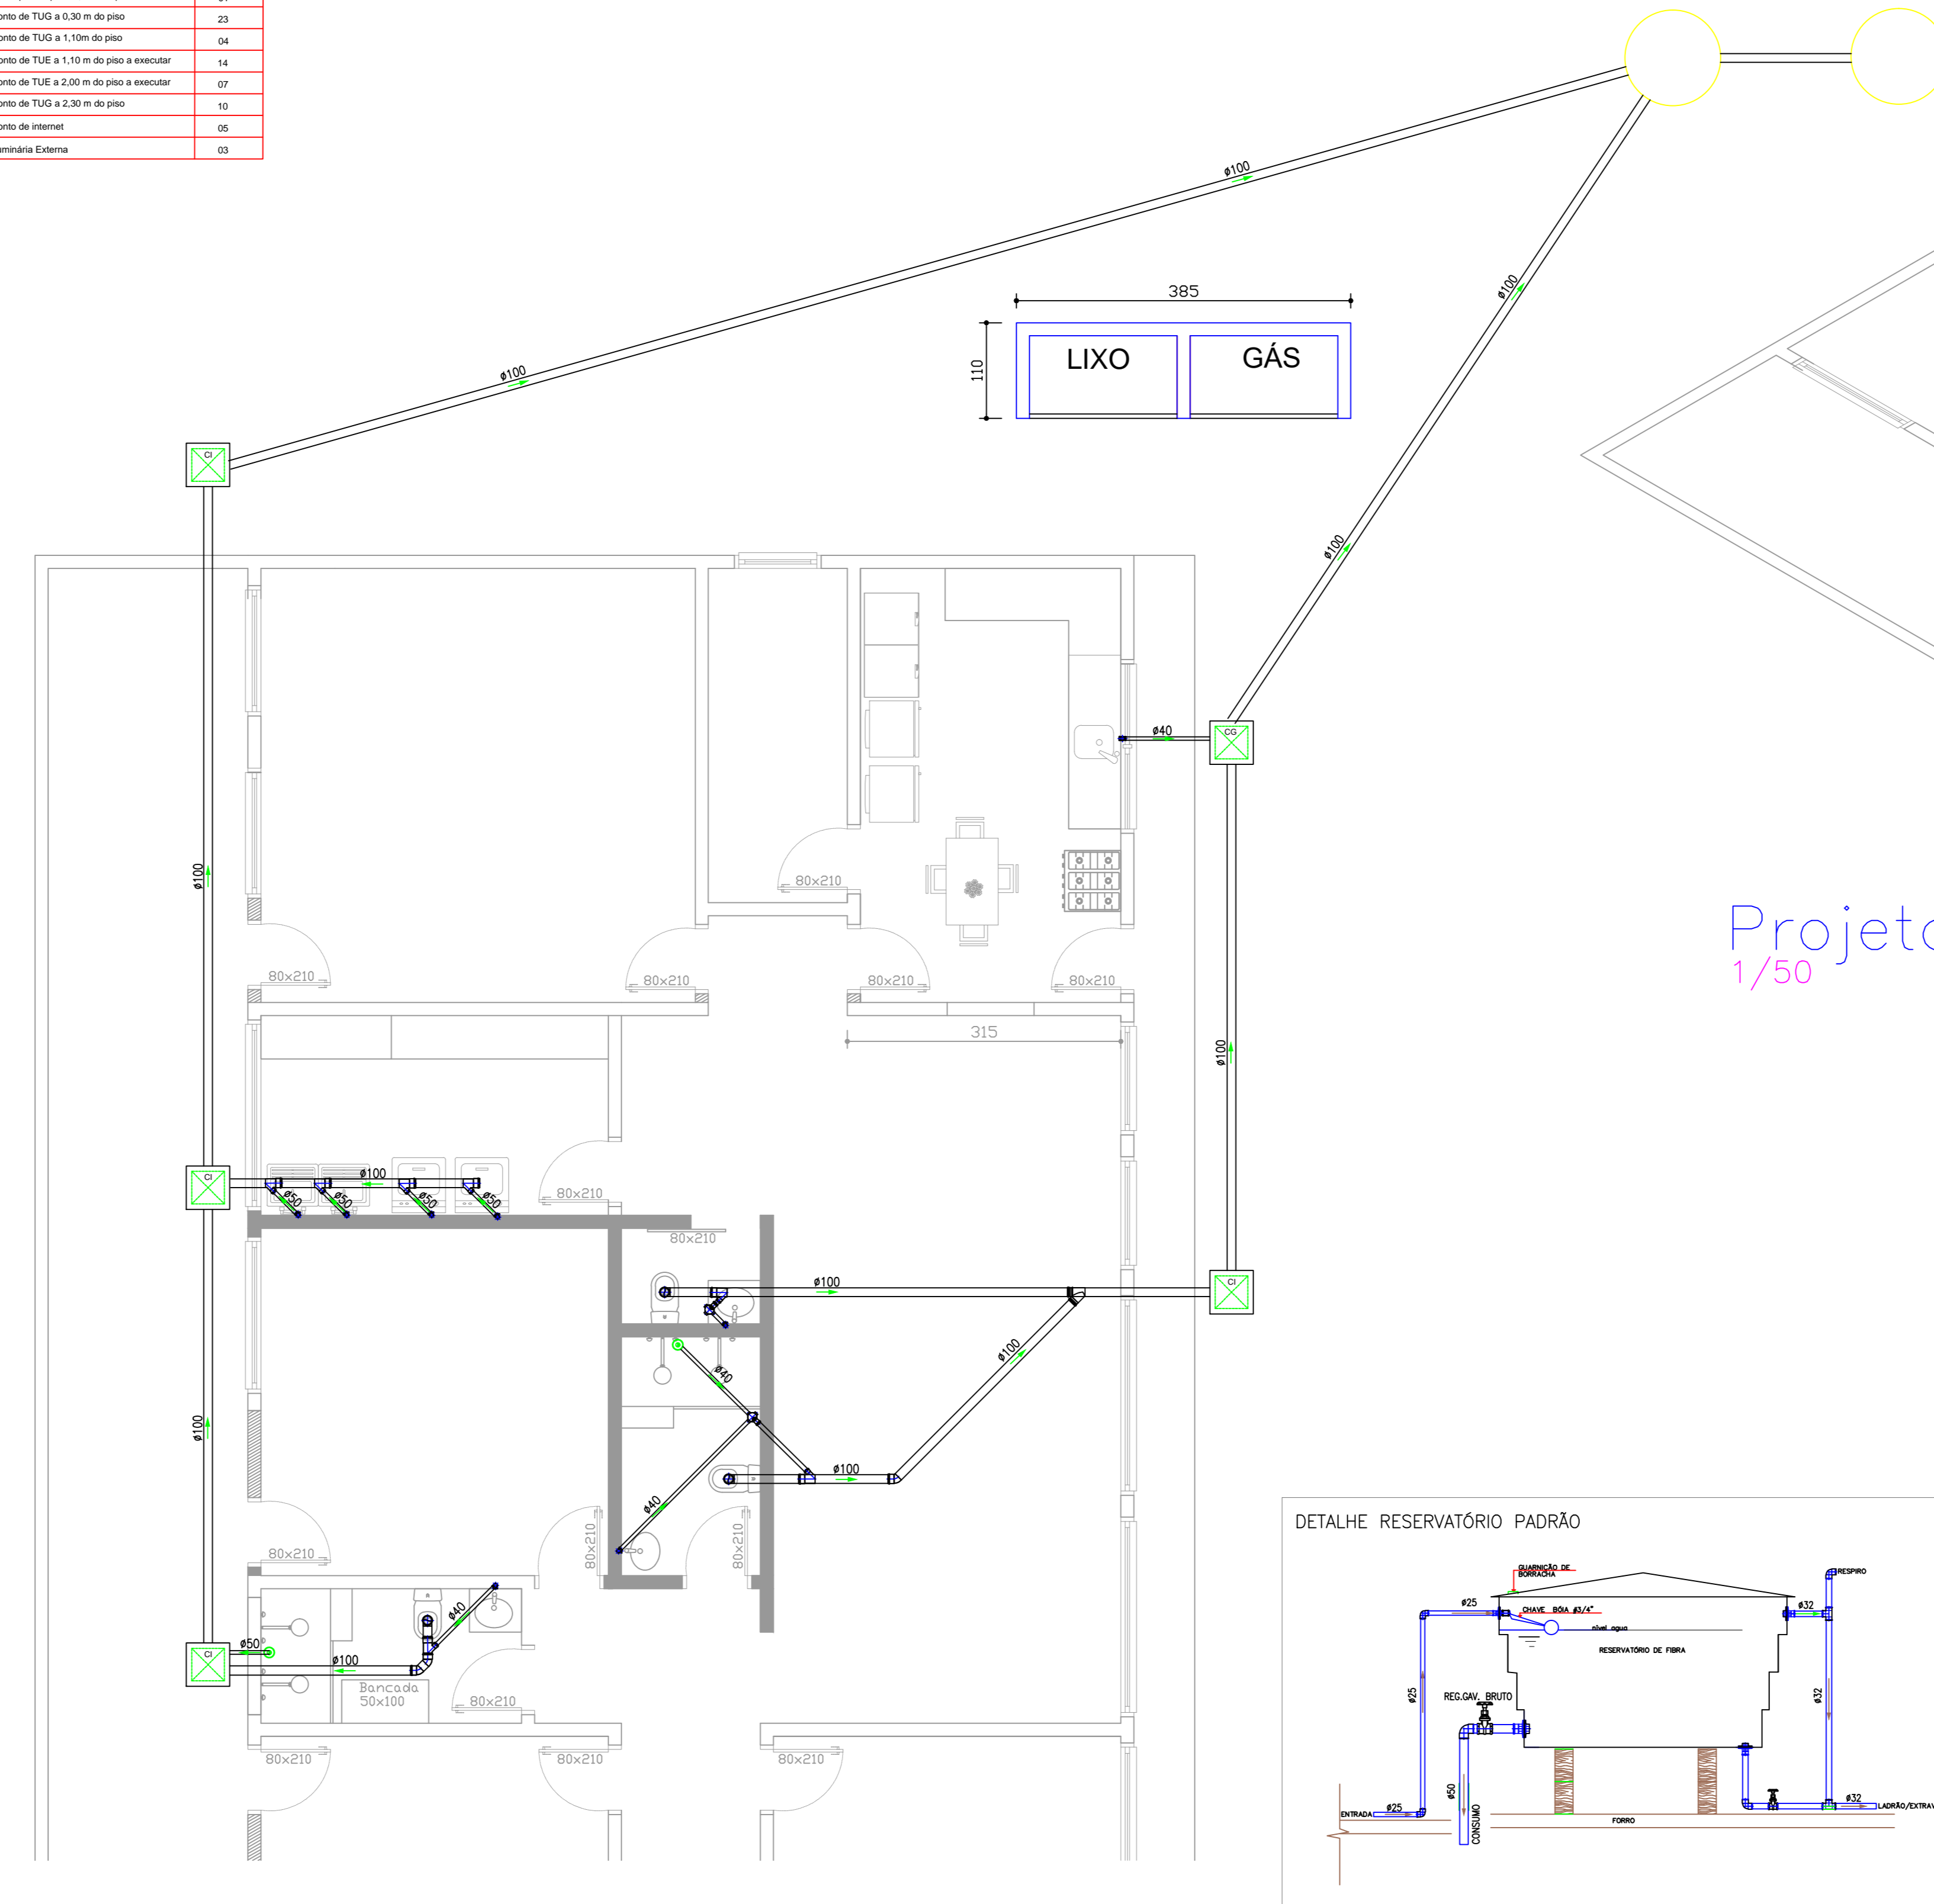 onto de TUG a 0,30 m do piso 23
onto de TUG a 1,10m do piso 04
onto de TUE a 1,10 m do piso a executar 14
onto de TUE a 2,00 m do piso a executar 07
onto de TUG a 2,30 m do piso 10
onto de internet 05
uminária Externa 03
ø100
ø100
ø100
ø100
385
110
LIXO
GÁS
CI
CG
ø40
ø100
80x210
80x210
80x210
80x210
80x210
315
ø100
Projeto
1/50
CI
ø100
ø50
ø50
ø50
ø50
80x210
80x210
ø100
CI
ø40
ø100
ø100
ø100
ø40
80x210
80x210
80x210
ø40
CI
ø50
ø100
Bancada
50x100
80x210
80x210
80x210
80x210
DETALHE RESERVATÓRIO PADRÃO
GUARNIÇÃO DE
BORRACHA
RESPIRO
ø25
CHAVE BÓIA ø3/4"
ø32
nível agua
RESERVATÓRIO DE FIBRA
ø25
REG.GAV. BRUTO
ø32
ø50
CONSUMO
ENTRADA
ø25
ø32
LADRÃO/EXTRAV
FORRO